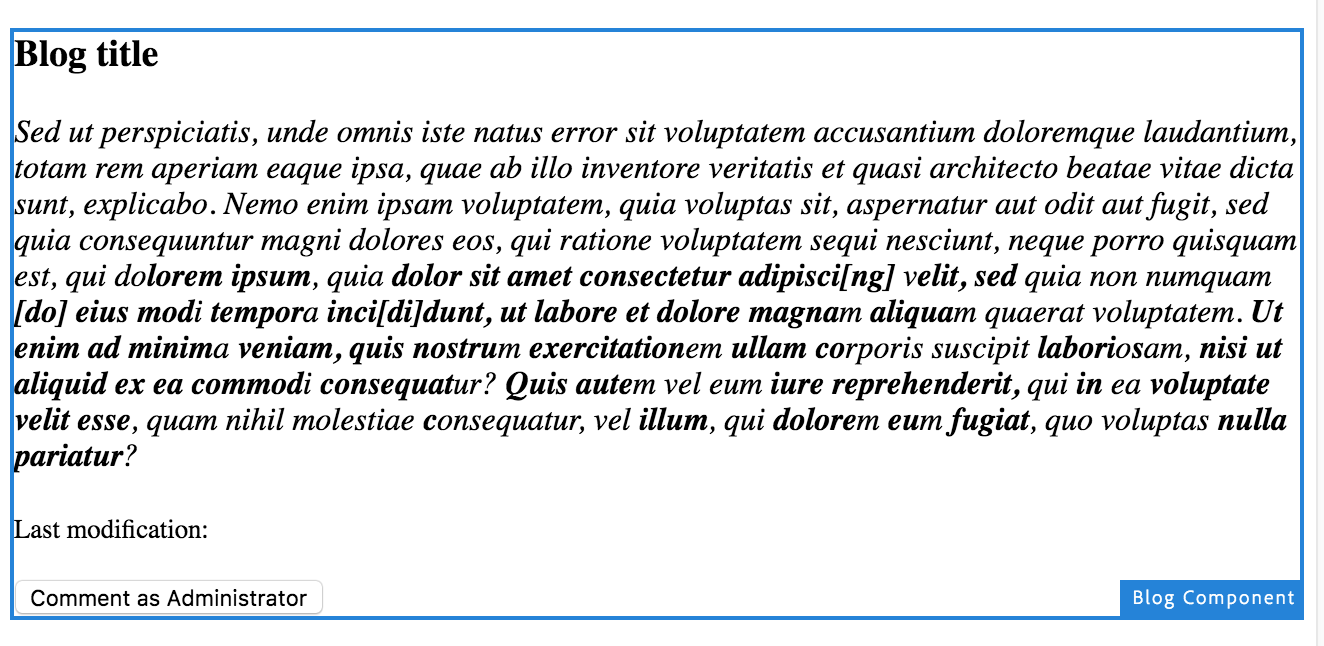 Blog title
Sed ut perspiciatis, unde omnis iste natus error sit voluptatem accusantium doloremque laudantium,
totam rem aperiam eaque ipsa, quae ab illo inventore veritatis et quasi architecto beatae vitae dicta
sunt, explicabo. Nemo enim ipsam voluptatem, quia voluptas sit, aspernatur aut odit aut fugit, sed
quia consequuntur magni dolores eos, qui ratione voluptatem sequi nesciunt, neque porro quisquam
est, qui dolorem ipsum, quia dolor sit amet consectetur adipisci[ng] velit, sed quia non numquam
[do] eius modi tempora inci[di]dunt, ut labore et dolore magnam aliquam quaerat voluptatem. Ut
enim ad minima veniam, quis nostrum exercitationem ullam corporis suscipit laboriosam, nisi ut
aliquid ex ea commodi consequatur? Quis autem vel eum iure reprehenderit, qui in ea voluptate
velit esse, quam nihil molestiae consequatur, vel illum, qui dolorem eum fugiat, quo voluptas nulla
pariatur?
Last modification:
Comment as Administrator
Blog Component